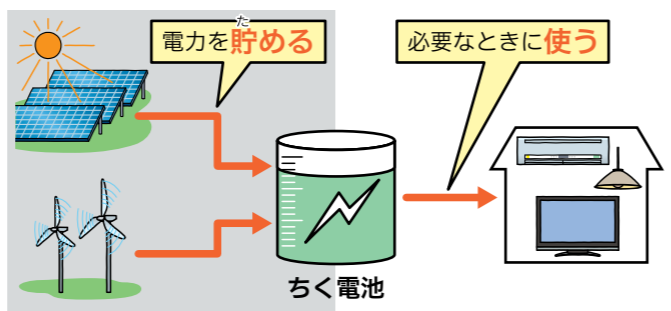 電力を貯める
た
必要なときに使う
ちく電池